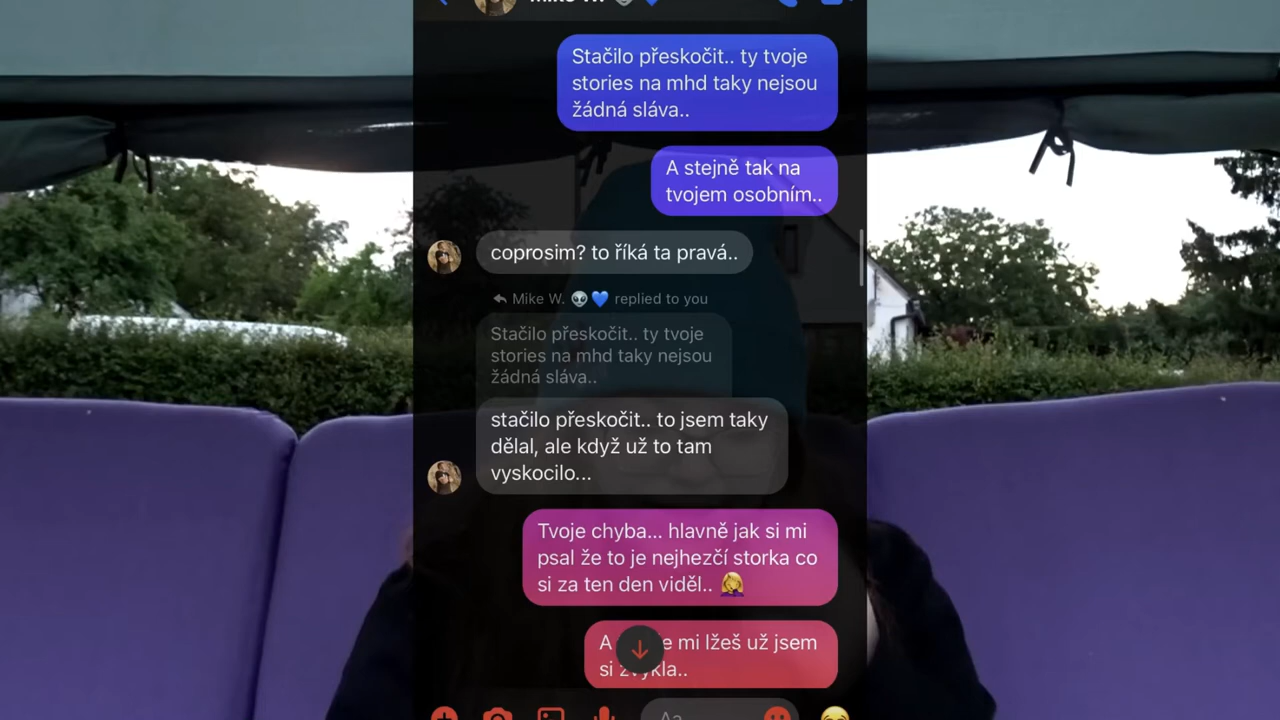 Stačilo přeskočit.. ty tvoje
stories na mhd taky nejsou
žádná sláva..
A stejně tak na
tvojem osobním..
coprosim? to říká ta pravá..
Mike W. 👽💙 replied to you
Stačilo přeskočit.. ty tvoje
stories na mhd taky nejsou
žádná sláva..
stačilo přeskočit.. to jsem taky
dělal, ale když už to tam
vyskocilo...
Tvoje chyba... hlavně jak si mi
psal že to je nejhezčí storka co
si za ten den viděl.. 🤦‍♀️
A mi lžeš už jsem
si zvykla..
Aa